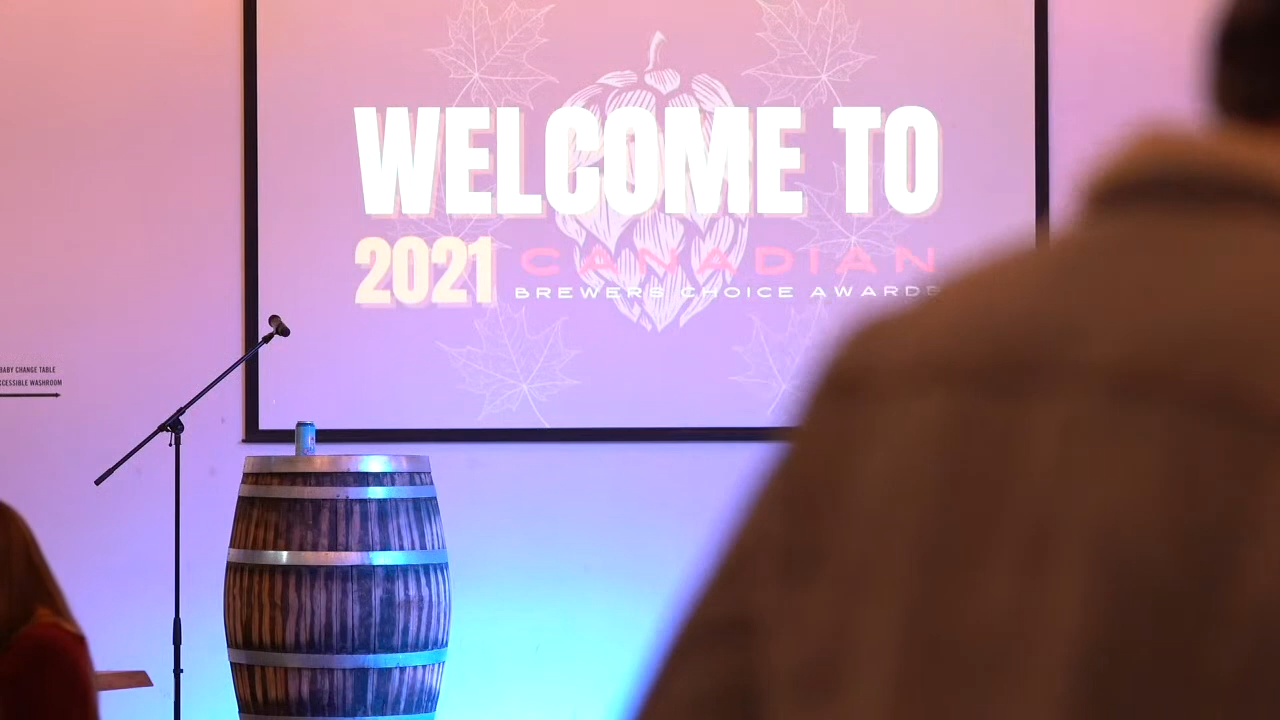 WELCOME TO
2021 CANADIAN
BREWERS CHOICE AWARDS
BABY CHANGE TABLE
ACCESSIBLE WASHROOM